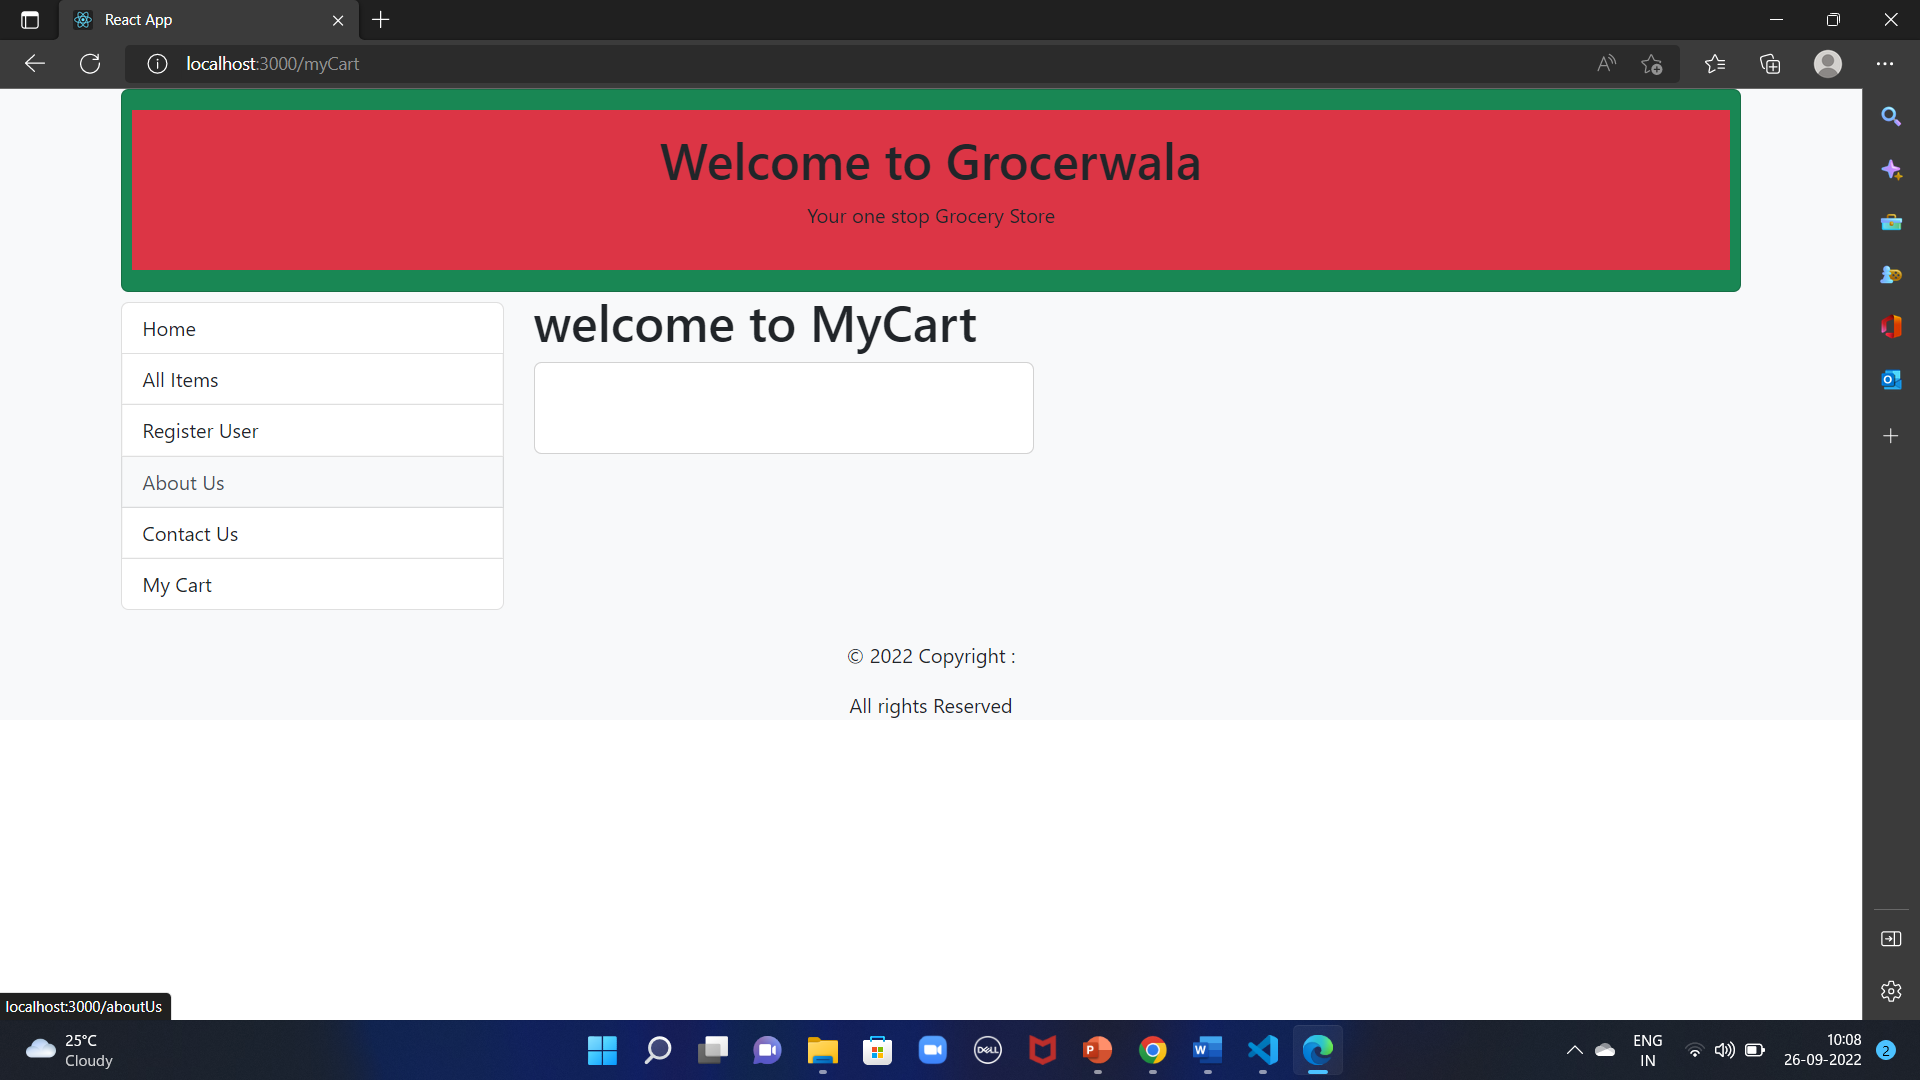 React App
localhost:3000/myCart
Welcome to Grocerwala
Your one stop Grocery Store
Home
All Items
Register User
About Us
Contact Us
My Cart
welcome to MyCart
© 2022 Copyright :
All rights Reserved
localhost:3000/aboutUs
25°C
Cloudy
DELL
P
W
ENG
IN
10:08
26-09-2022
2